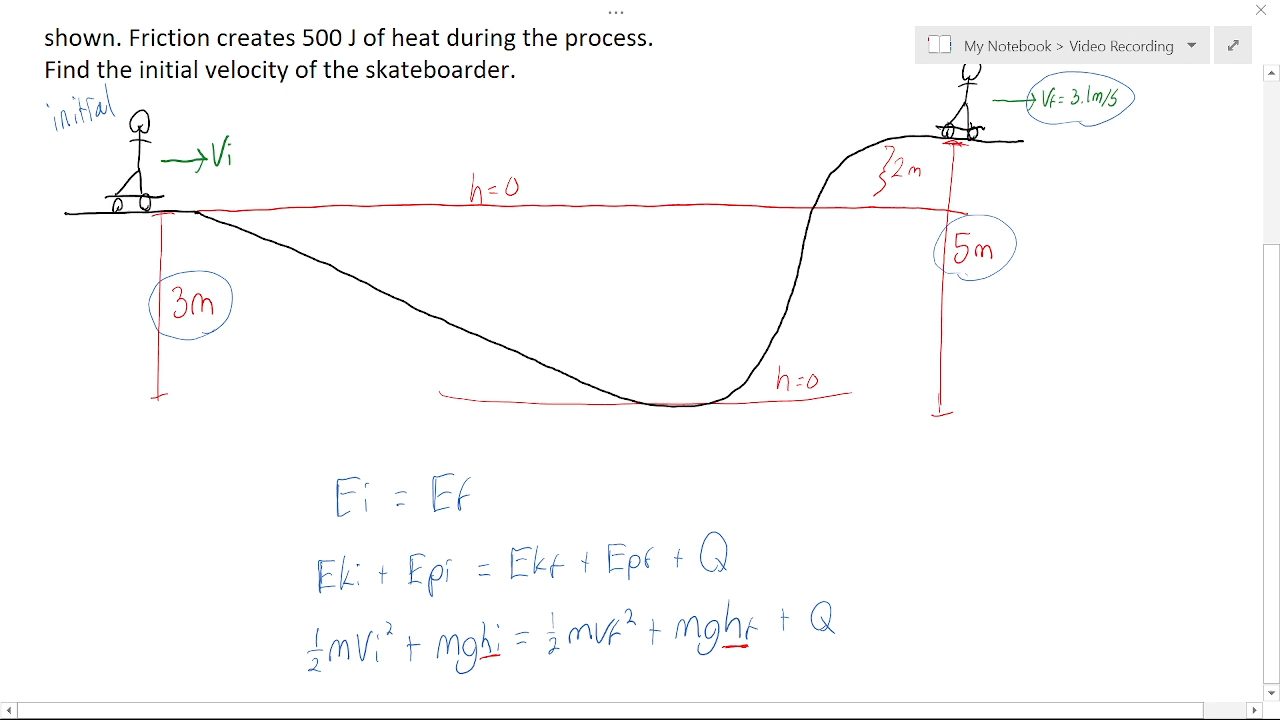 shown. Friction creates 500 J of heat during the process.
My Notebook > Video Recording
Find the initial velocity of the skateboarder.
initial
Vf = 3.1m/s
Vi
2m
h=0
5m
3m
h=0
Ei = Ef
Eki + Epi = Ekf + Epf + Q
½mVi² + mghi = ½mVf² + mghf + Q